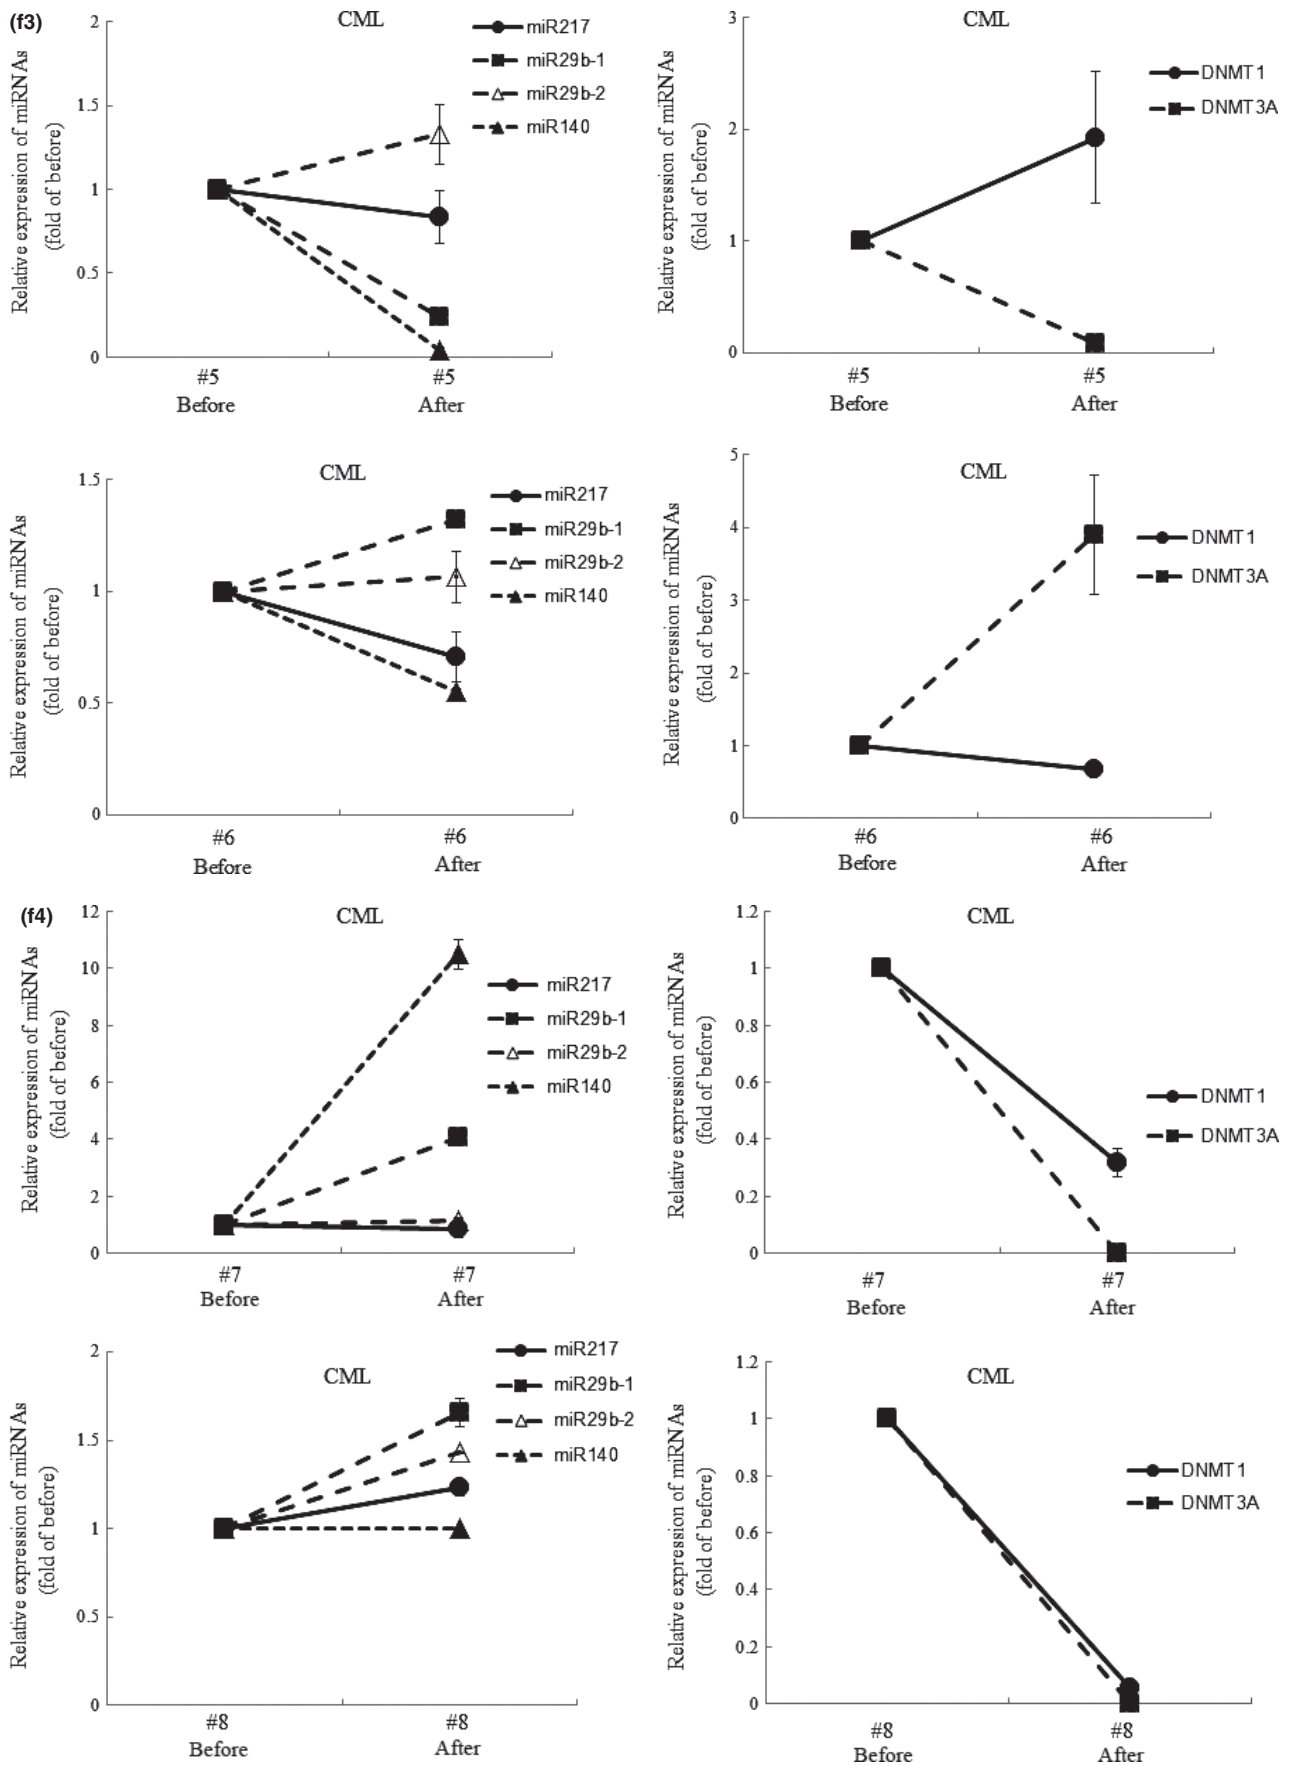 (f3)
CML
Relative expression of miRNAs
(fold of before)
2
1.5
1
0.5
0
miR217
miR29b-1
miR29b-2
miR140
#5
Before
#5
After
CML
Relative expression of miRNAs
(fold of before)
3
2
1
0
DNMT1
DNMT3A
#5
Before
#5
After
CML
Relative expression of miRNAs
(fold of before)
1.5
1
0.5
0
miR217
miR29b-1
miR29b-2
miR140
#6
Before
#6
After
CML
Relative expression of miRNAs
(fold of before)
5
4
3
2
1
0
DNMT1
DNMT3A
#6
Before
#6
After
(f4)
CML
Relative expression of miRNAs
(fold of before)
12
10
8
6
4
2
0
miR217
miR29b-1
miR29b-2
miR140
#7
Before
#7
After
CML
Relative expression of miRNAs
(fold of before)
1.2
1
0.8
0.6
0.4
0.2
0
DNMT1
DNMT3A
#7
Before
#7
After
CML
Relative expression of miRNAs
(fold of before)
2
1.5
1
0.5
0
miR217
miR29b-1
miR29b-2
miR140
#8
Before
#8
After
CML
Relative expression of miRNAs
(fold of before)
1.2
1
0.8
0.6
0.4
0.2
0
DNMT1
DNMT3A
#8
Before
#8
After